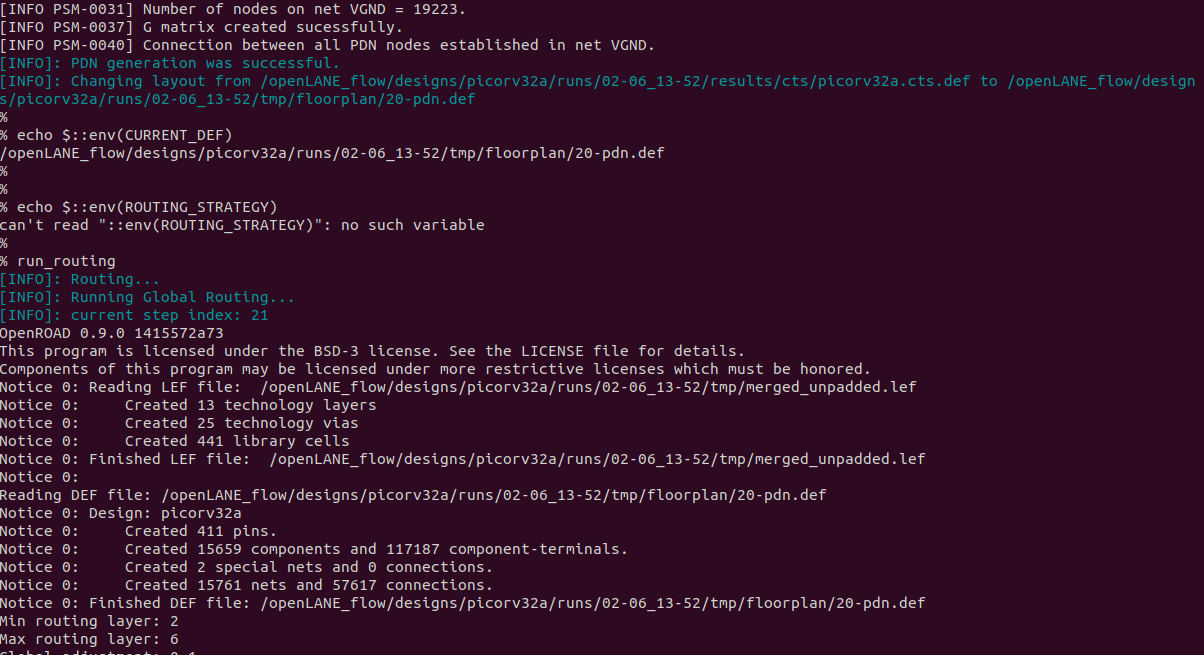 [INFO PSM-0031] Number of nodes on net VGND = 19223.
[INFO PSM-0037] G matrix created sucessfully.
[INFO PSM-0040] Connection between all PDN nodes established in net VGND.
[INFO]: PDN generation was successful.
[INFO]: Changing layout from /openLANE_flow/designs/picorv32a/runs/02-06_13-52/results/cts/picorv32a.cts.def to /openLANE_flow/design
s/picorv32a/runs/02-06_13-52/tmp/floorplan/20-pdn.def
%
% echo $::env(CURRENT_DEF)
/openLANE_flow/designs/picorv32a/runs/02-06_13-52/tmp/floorplan/20-pdn.def
%
%
% echo $::env(ROUTING_STRATEGY)
can't read "::env(ROUTING_STRATEGY)": no such variable
%
% run_routing
[INFO]: Routing...
[INFO]: Running Global Routing...
[INFO]: current step index: 21
OpenROAD 0.9.0 1415572a73
This program is licensed under the BSD-3 license. See the LICENSE file for details.
Components of this program may be licensed under more restrictive licenses which must be honored.
Notice 0: Reading LEF file:  /openLANE_flow/designs/picorv32a/runs/02-06_13-52/tmp/merged_unpadded.lef
Notice 0:     Created 13 technology layers
Notice 0:     Created 25 technology vias
Notice 0:     Created 441 library cells
Notice 0: Finished LEF file:  /openLANE_flow/designs/picorv32a/runs/02-06_13-52/tmp/merged_unpadded.lef
Notice 0:
Reading DEF file: /openLANE_flow/designs/picorv32a/runs/02-06_13-52/tmp/floorplan/20-pdn.def
Notice 0: Design: picorv32a
Notice 0:     Created 411 pins.
Notice 0:     Created 15659 components and 117187 component-terminals.
Notice 0:     Created 2 special nets and 0 connections.
Notice 0:     Created 15761 nets and 57617 connections.
Notice 0: Finished DEF file: /openLANE_flow/designs/picorv32a/runs/02-06_13-52/tmp/floorplan/20-pdn.def
Min routing layer: 2
Max routing layer: 6